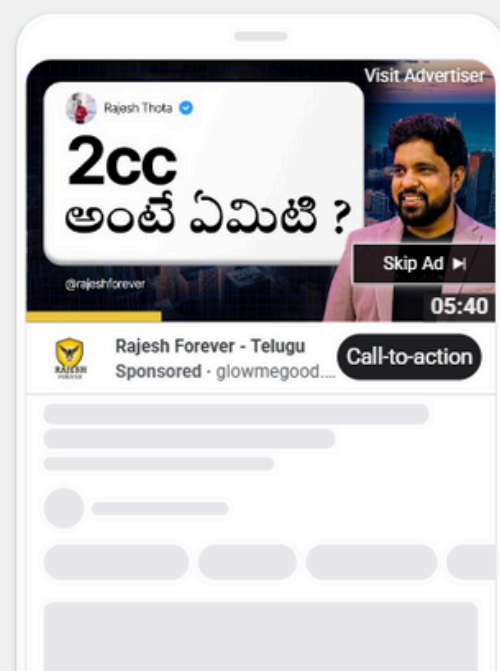 Visit Advertiser
Rajesh Thota
2cc
అంటే ఏమిటి ?
Skip Ad
@rajeshforever
05:40
RAJESH
Rajesh Forever - Telugu
Call-to-action
Sponsored · glowmegood....